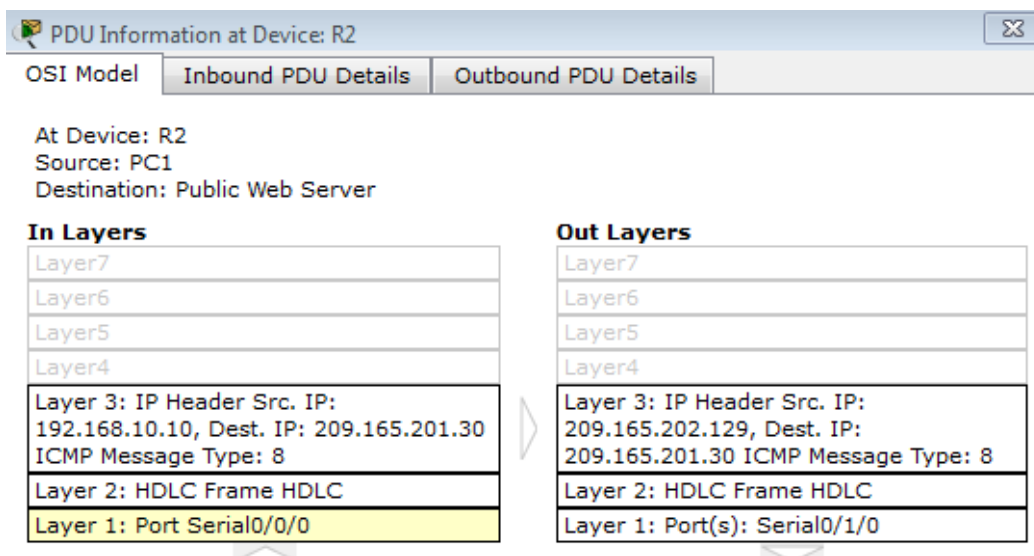 PDU Information at Device: R2
OSI Model
Inbound PDU Details
Outbound PDU Details
At Device: R2
Source: PC1
Destination: Public Web Server
In Layers
Layer7
Layer6
Layer5
Layer4
Layer 3: IP Header Src. IP:
192.168.10.10, Dest. IP: 209.165.201.30
ICMP Message Type: 8
Layer 2: HDLC Frame HDLC
Layer 1: Port Serial0/0/0
Out Layers
Layer7
Layer6
Layer5
Layer4
Layer 3: IP Header Src. IP:
209.165.202.129, Dest. IP:
209.165.201.30 ICMP Message Type: 8
Layer 2: HDLC Frame HDLC
Layer 1: Port(s): Serial0/1/0